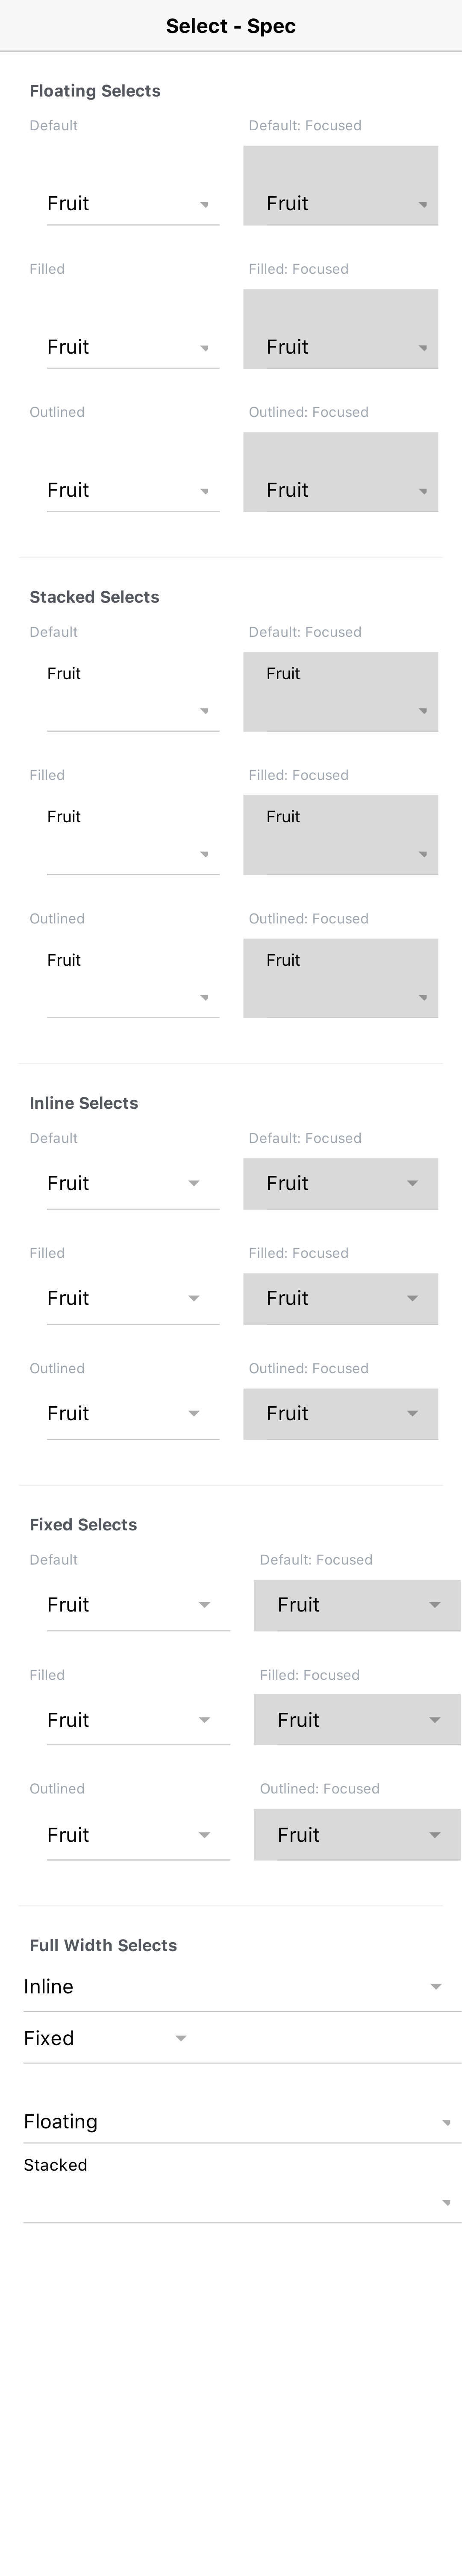 Select - Spec
Floating Selects
Default Default: Focused
Fruit Fruit
Filled Filled: Focused
Fruit Fruit
Outlined Outlined: Focused
Fruit Fruit
Stacked Selects
Default Default: Focused
Fruit Fruit
Filled Filled: Focused
Fruit Fruit
Outlined Outlined: Focused
Fruit Fruit
Inline Selects
Default Default: Focused
Fruit Fruit
Filled Filled: Focused
Fruit Fruit
Outlined Outlined: Focused
Fruit Fruit
Fixed Selects
Default Default: Focused
Fruit Fruit
Filled Filled: Focused
Fruit Fruit
Outlined Outlined: Focused
Fruit Fruit
Full Width Selects
Inline
Fixed
Floating
Stacked